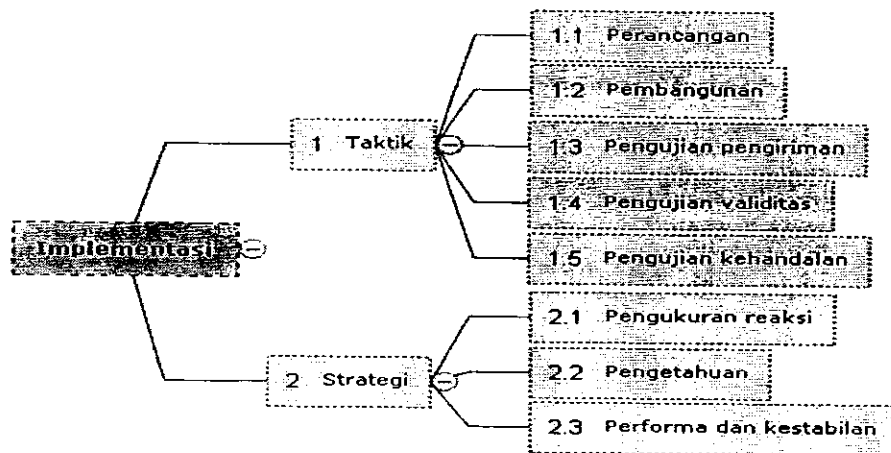 Implementasi
1 Taktik
1.1 Perancangan
1.2 Pembangunan
1.3 Pengujian pengiriman
1.4 Pengujian validitas
1.5 Pengujian kehandalan
2 Strategi
2.1 Pengukuran reaksi
2.2 Pengetahuan
2.3 Performa dan kestabilan